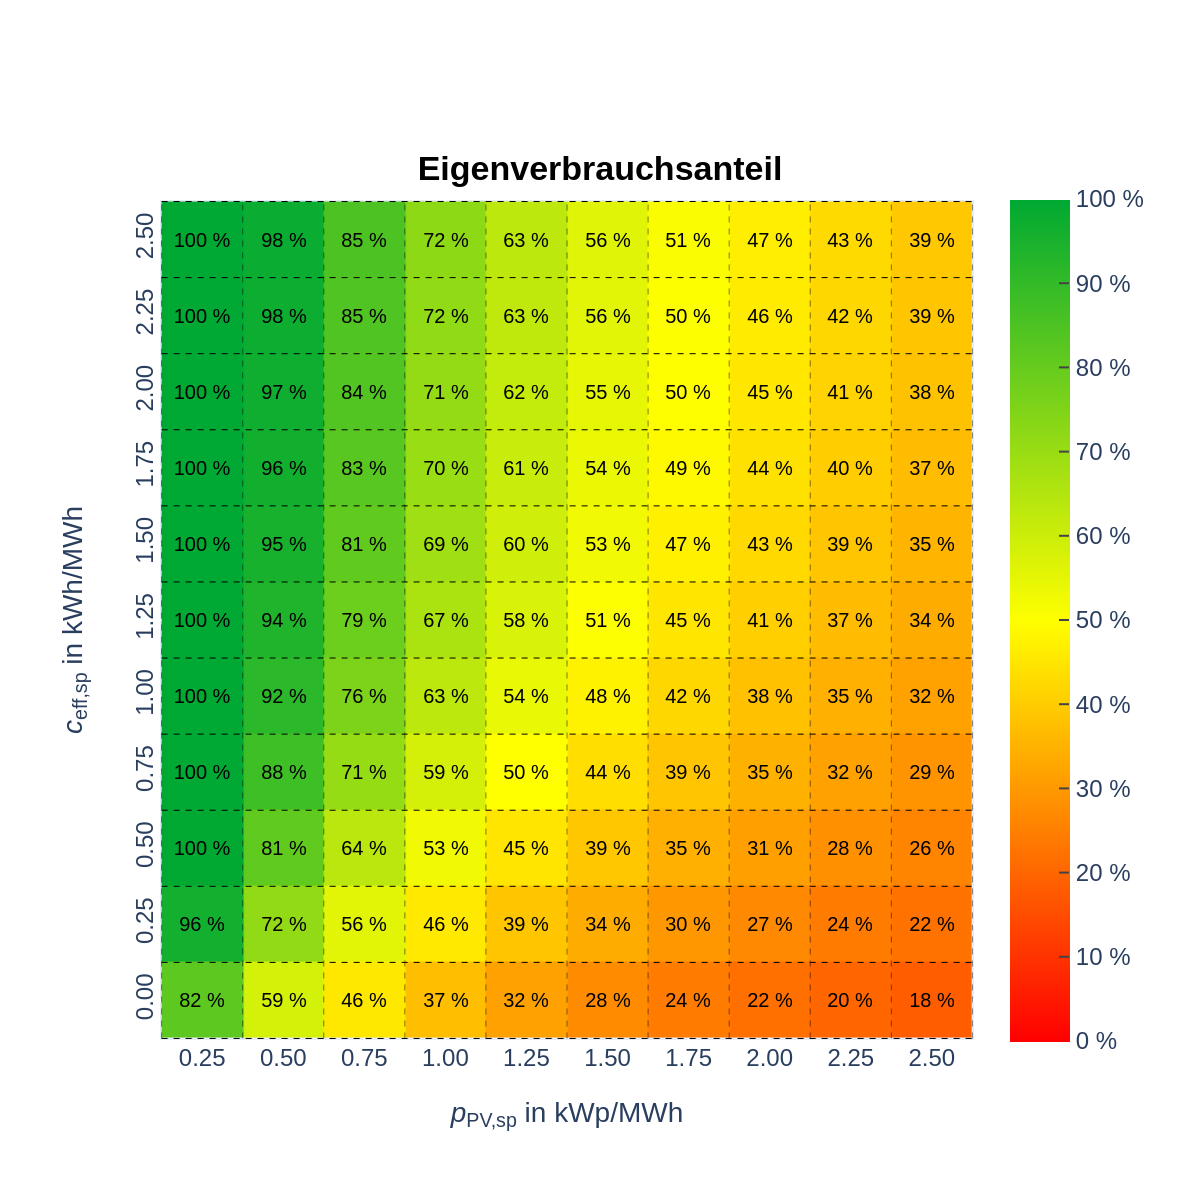 Eigenverbrauchsanteil
2.50 100 % 98 % 85 % 72 % 63 % 56 % 51 % 47 % 43 % 39 %
2.25 100 % 98 % 85 % 72 % 63 % 56 % 50 % 46 % 42 % 39 %
2.00 100 % 97 % 84 % 71 % 62 % 55 % 50 % 45 % 41 % 38 %
1.75 100 % 96 % 83 % 70 % 61 % 54 % 49 % 44 % 40 % 37 %
1.50 100 % 95 % 81 % 69 % 60 % 53 % 47 % 43 % 39 % 35 %
1.25 100 % 94 % 79 % 67 % 58 % 51 % 45 % 41 % 37 % 34 %
1.00 100 % 92 % 76 % 63 % 54 % 48 % 42 % 38 % 35 % 32 %
0.75 100 % 88 % 71 % 59 % 50 % 44 % 39 % 35 % 32 % 29 %
0.50 100 % 81 % 64 % 53 % 45 % 39 % 35 % 31 % 28 % 26 %
0.25 96 % 72 % 56 % 46 % 39 % 34 % 30 % 27 % 24 % 22 %
0.00 82 % 59 % 46 % 37 % 32 % 28 % 24 % 22 % 20 % 18 %
0.25 0.50 0.75 1.00 1.25 1.50 1.75 2.00 2.25 2.50
pPV,sp in kWp/MWh
ceff,sp in kWh/MWh
100 %
90 %
80 %
70 %
60 %
50 %
40 %
30 %
20 %
10 %
0 %